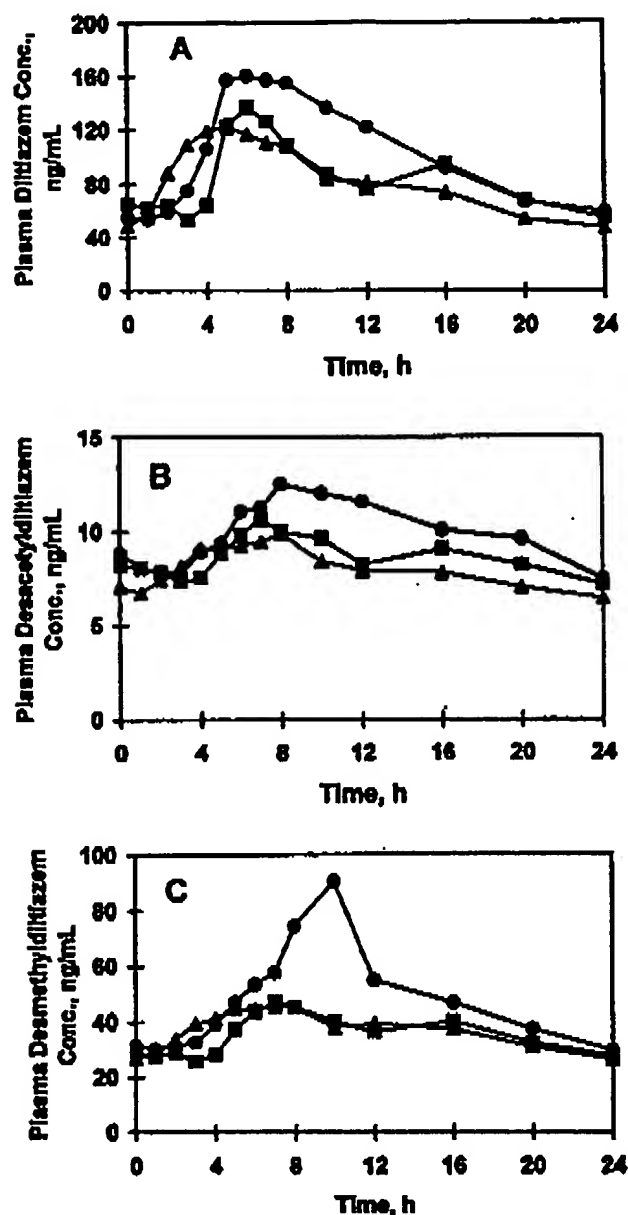 A
Plasma Diltiazem Conc.,
ng/mL
200
160
120
80
40
0
0 4 8 12 16 20 24
Time, h
B
Plasma Desacetyldiltiazem
Conc., ng/mL
15
10
5
0
0 4 8 12 16 20 24
Time, h
C
Plasma Desmethyldiltiazem
Conc., ng/mL
100
80
60
40
20
0
0 4 8 12 16 20 24
Time, h